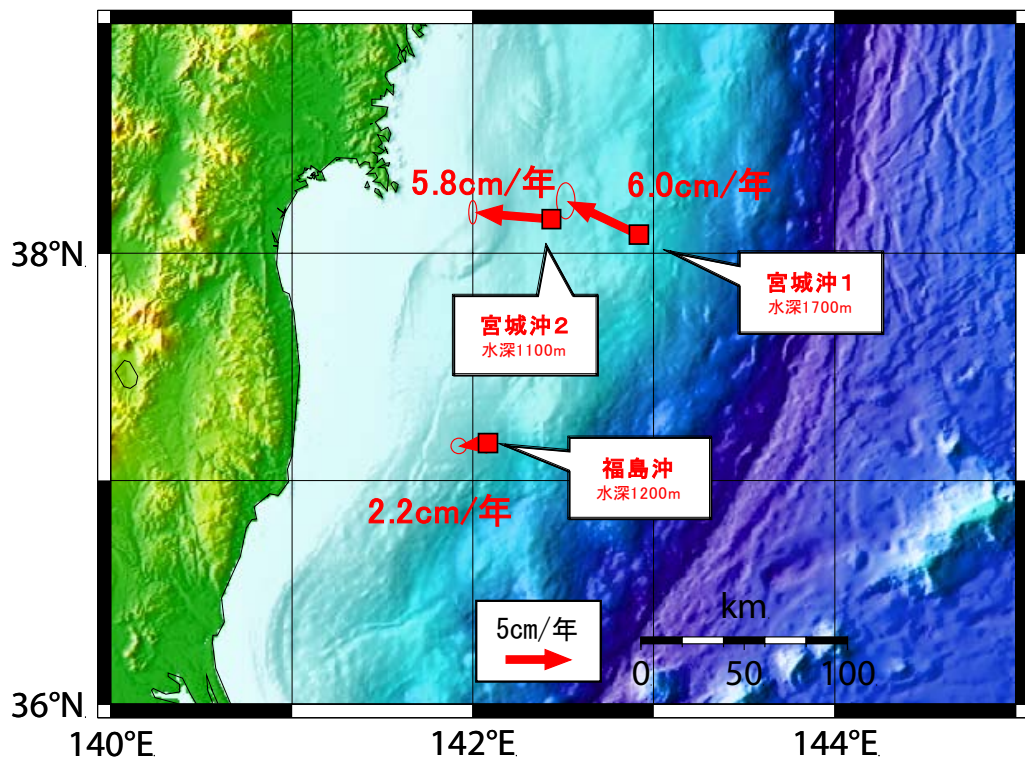 5.8cm/年
6.0cm/年
38°N
宮城沖1
水深1700m
宮城沖2
水深1100m
福島沖
水深1200m
2.2cm/年
5cm/年
km
0 50 100
36°N
140°E 142°E 144°E